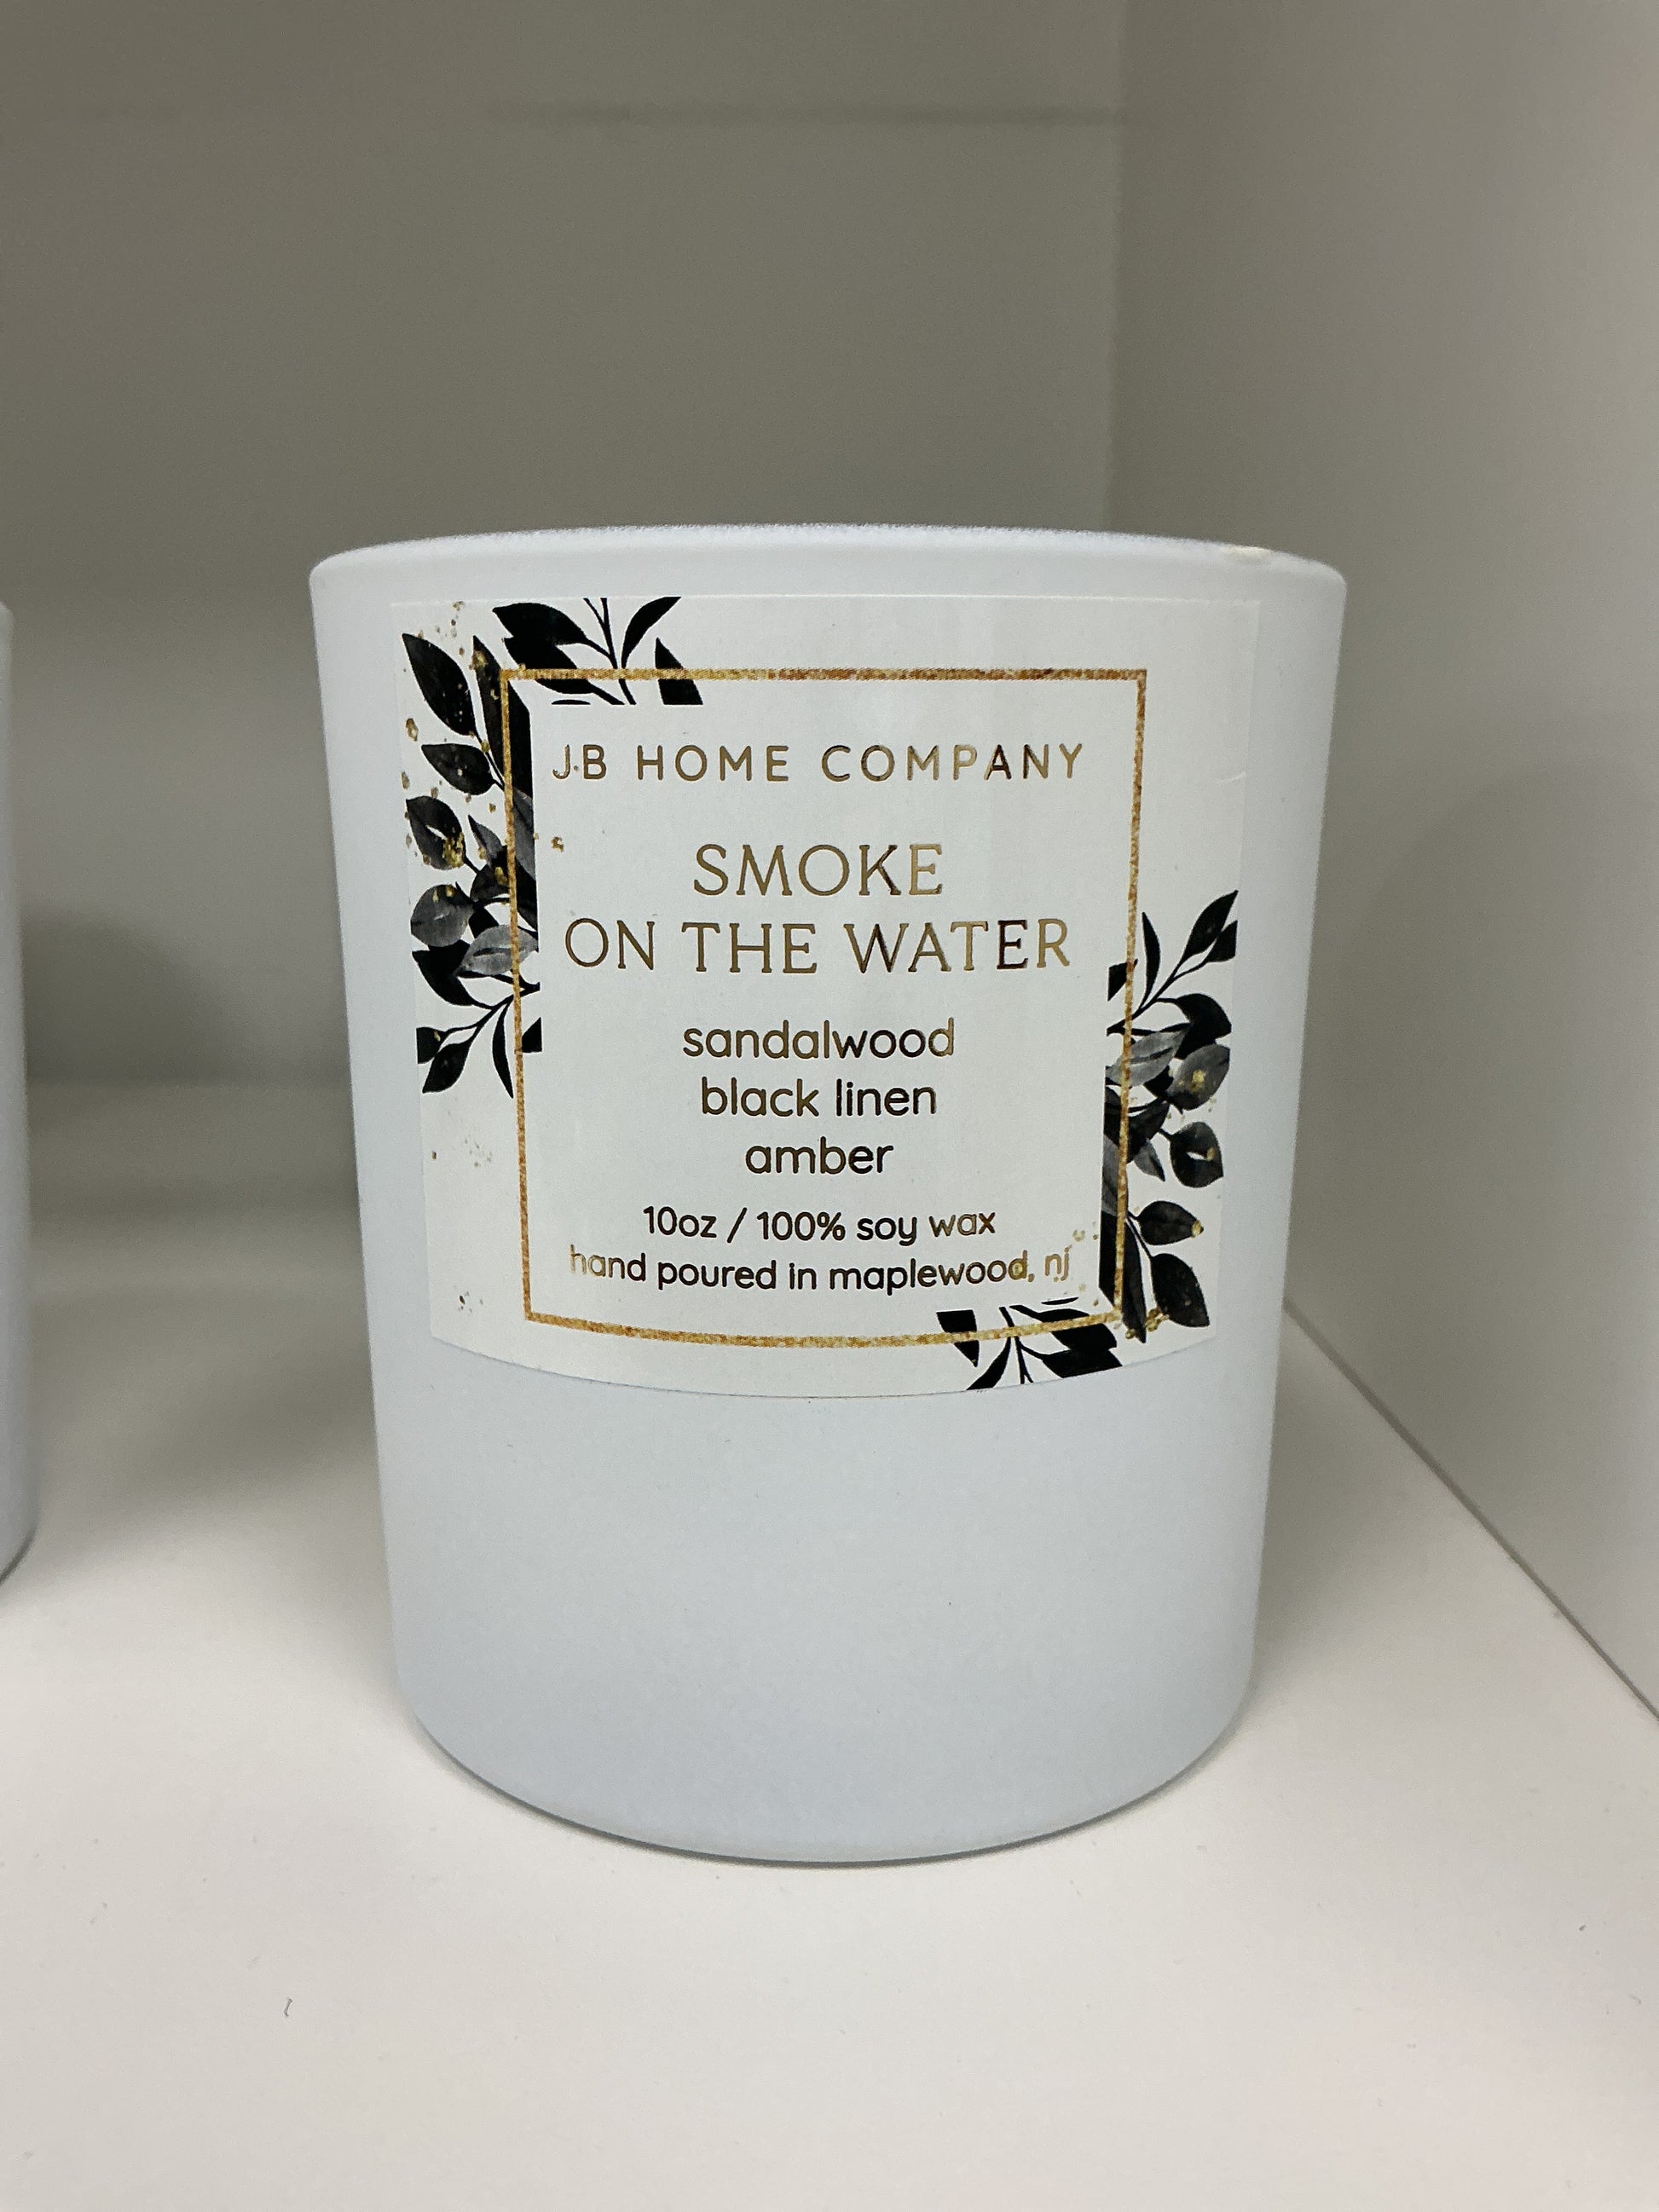 JB HOME COMPANY
SMOKE
ON THE WATER
sandalwood
black linen
amber
10oz / 100% soy wax
hand poured in maplewood, nj